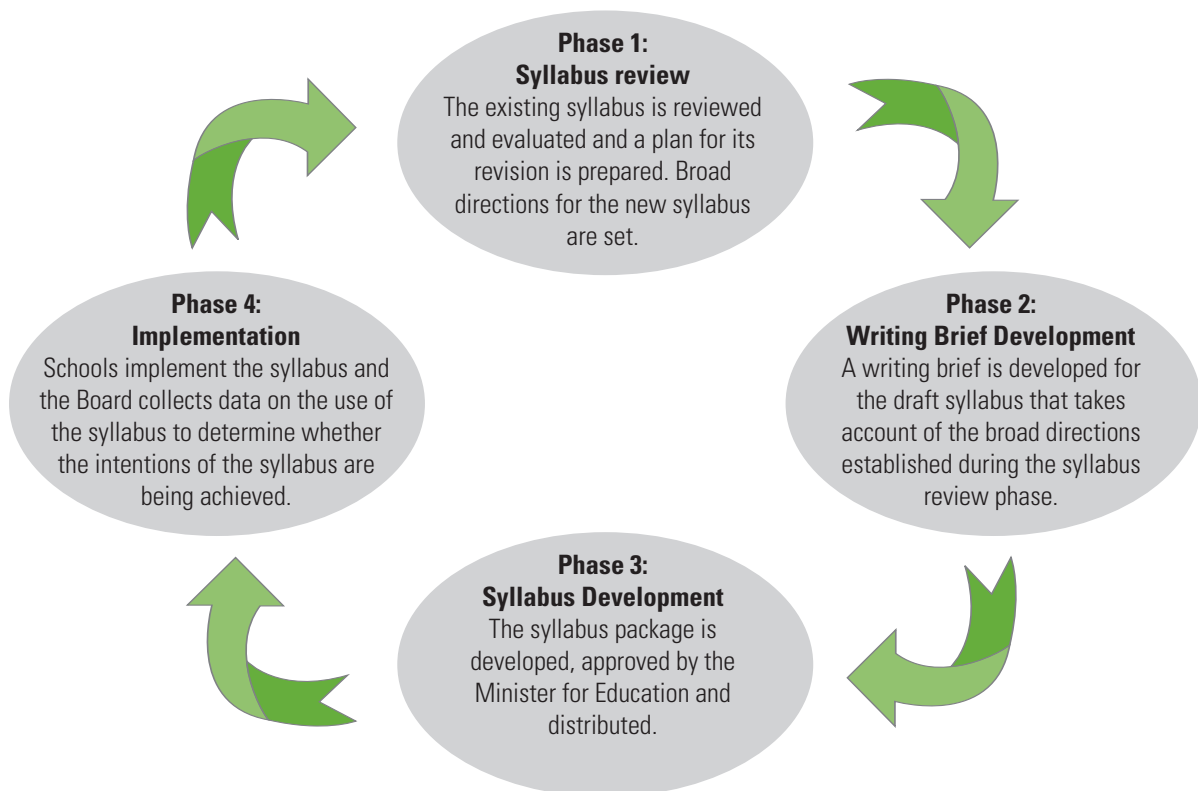 Phase 1:
Syllabus review
The existing syllabus is reviewed
and evaluated and a plan for its
revision is prepared. Broad
directions for the new syllabus
are set.
Phase 2:
Writing Brief Development
A writing brief is developed for
the draft syllabus that takes
account of the broad directions
established during the syllabus
review phase.
Phase 3:
Syllabus Development
The syllabus package is
developed, approved by the
Minister for Education and
distributed.
Phase 4:
Implementation
Schools implement the syllabus and
the Board collects data on the use of
the syllabus to determine whether
the intentions of the syllabus are
being achieved.